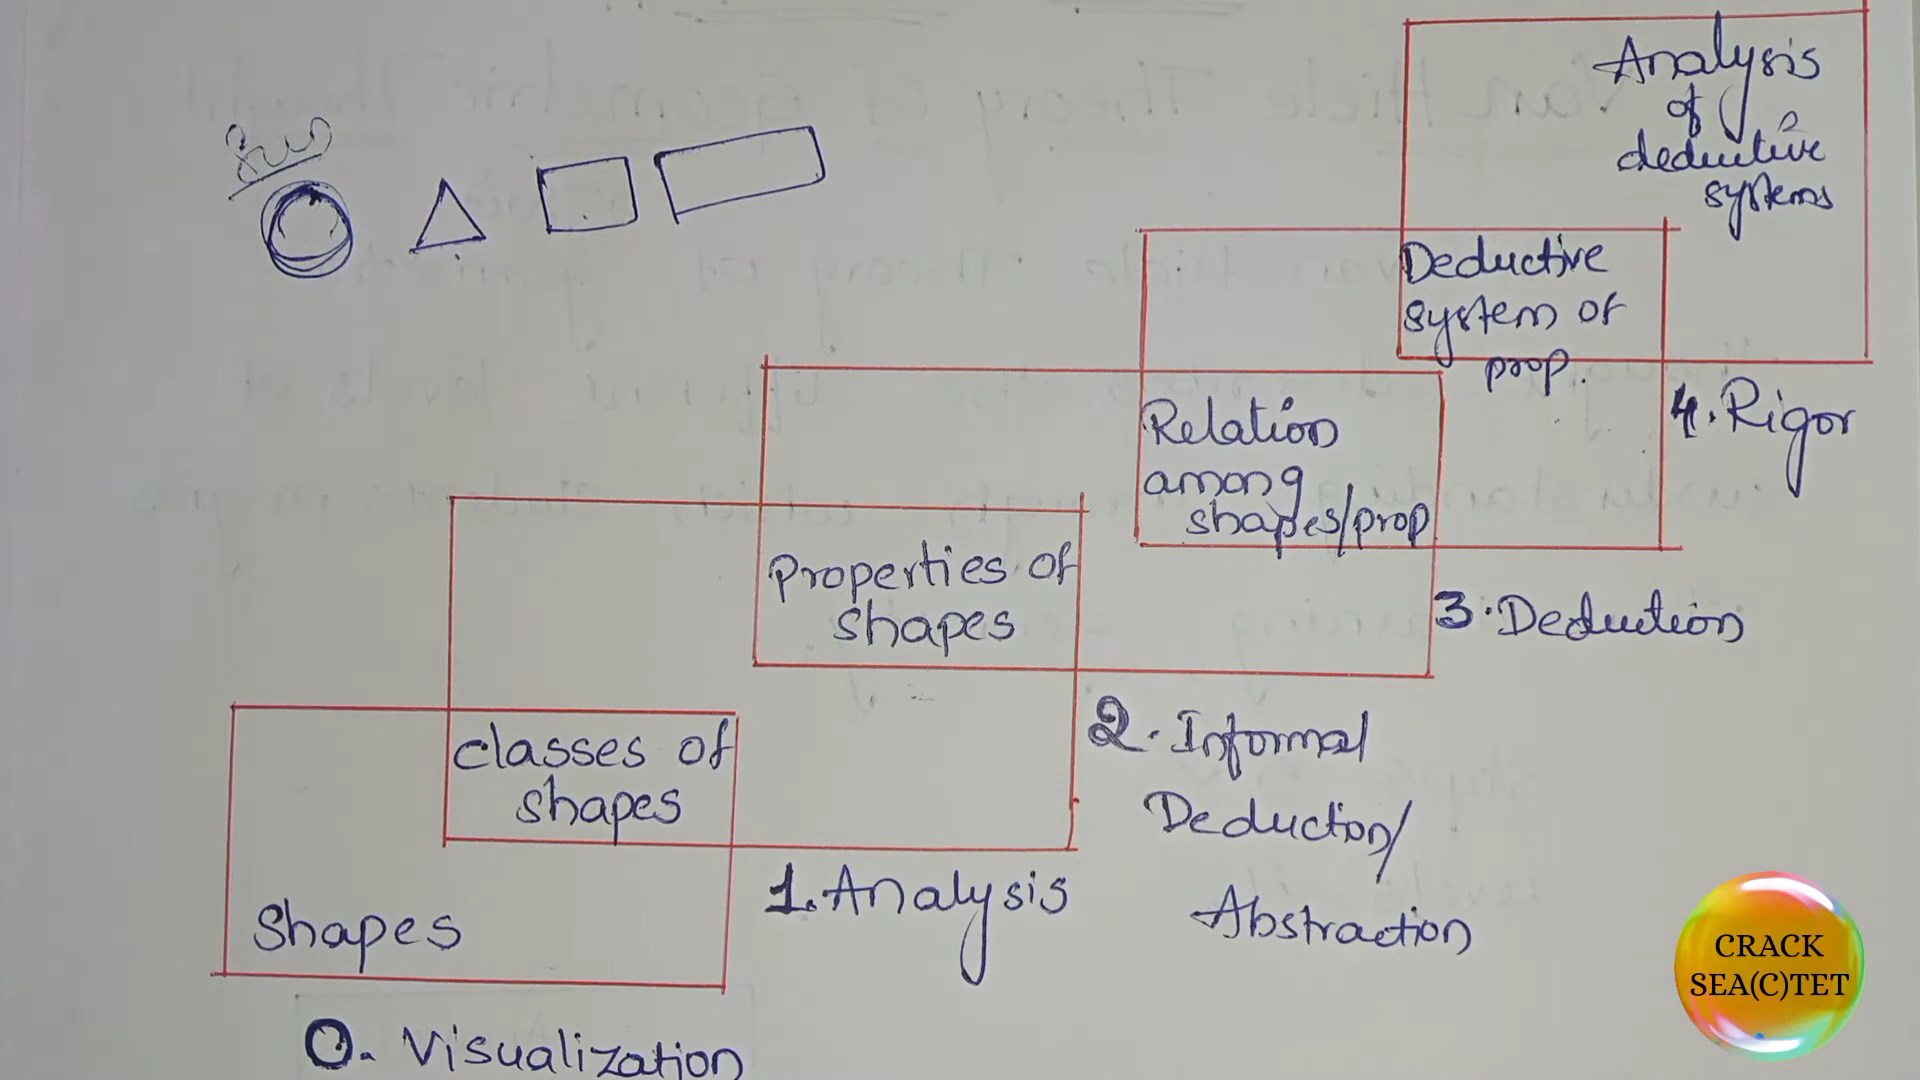 Analysis
of
deductive
systems
Deductive
system of
prop.
4. Rigor
Relation
among
shapes/prop
3. Deduction
Properties of
shapes
2. Informal
Deduction/
Abstraction
classes of
shapes
1. Analysis
Shapes
0. Visualization
CRACK
SEA(C)TET